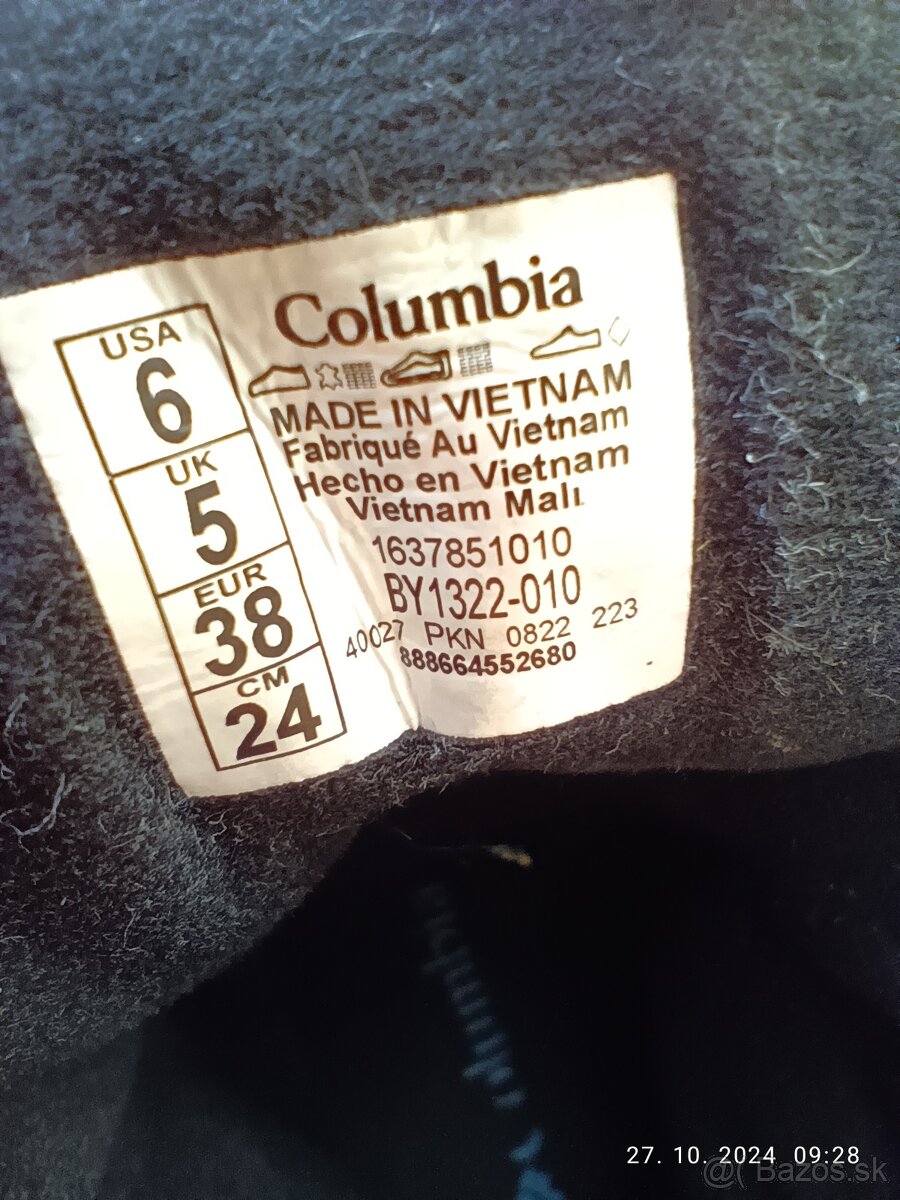 USA
6
UK
5
EUR
38
CM
24
Columbia
MADE IN VIETNAM
Fabriqué Au Vietnam
Hecho en Vietnam
Vietnam Malı
1637851010
BY1322-010
40027 PKN 0822 223
888664552680
Columbia
27. 10. 2024 09:28
Bazos.sk